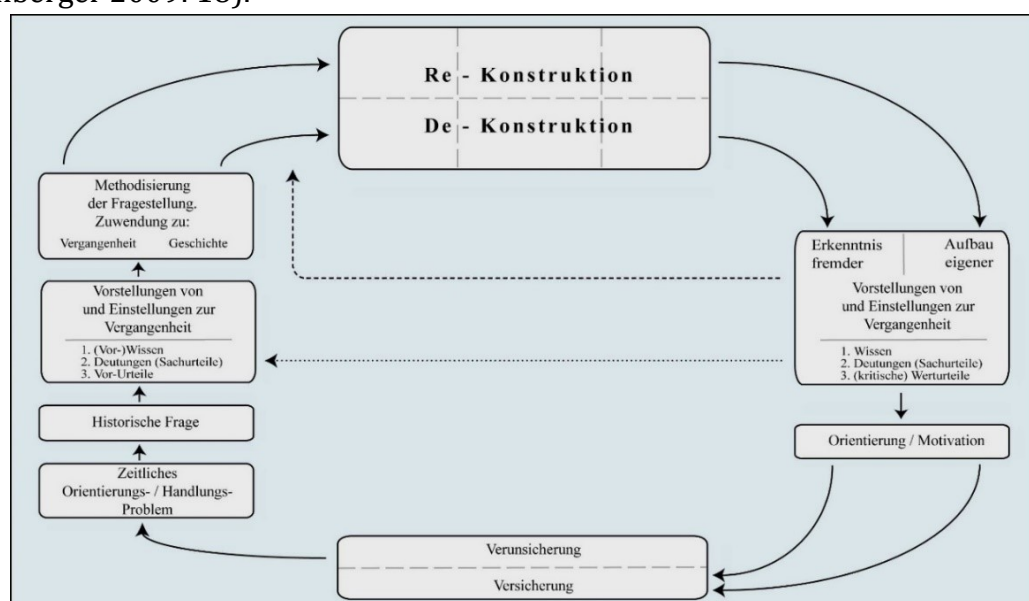 2009: 18).
Re - Konstruktion
De - Konstruktion
Methodisierung
der Fragestellung.
Zuwendung zu:
Vergangenheit Geschichte
Vorstellungen von
und Einstellungen zur
Vergangenheit
1. (Vor-)Wissen
2. Deutungen (Sachurteile)
3. Vor-Urteile
Historische Frage
Zeitliches
Orientierungs- / Handlungs-
Problem
Erkenntnis
fremder
Aufbau
eigener
Vorstellungen von
und Einstellungen zur
Vergangenheit
1. Wissen
2. Deutungen (Sachurteile)
3. (kritische) Werturteile
Orientierung / Motivation
Verunsicherung
Versicherung